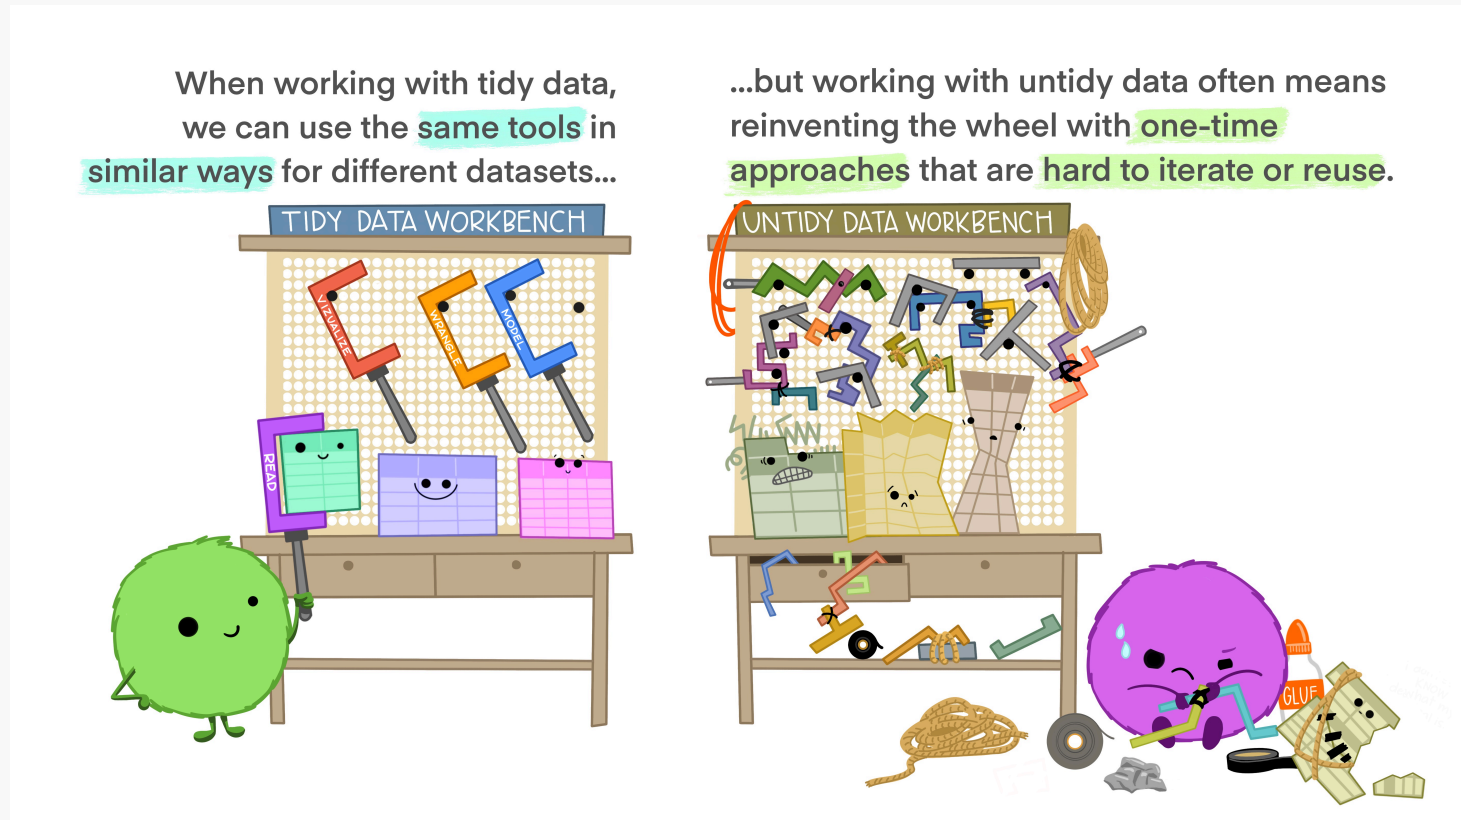 When working with tidy data,
we can use the same tools in
similar ways for different datasets...
...but working with untidy data often means
reinventing the wheel with one-time
approaches that are hard to iterate or reuse.
TIDY DATA WORKBENCH
VIZUALIZE
WRANGLE
MODEL
READ
UNTIDY DATA WORKBENCH
GLUE